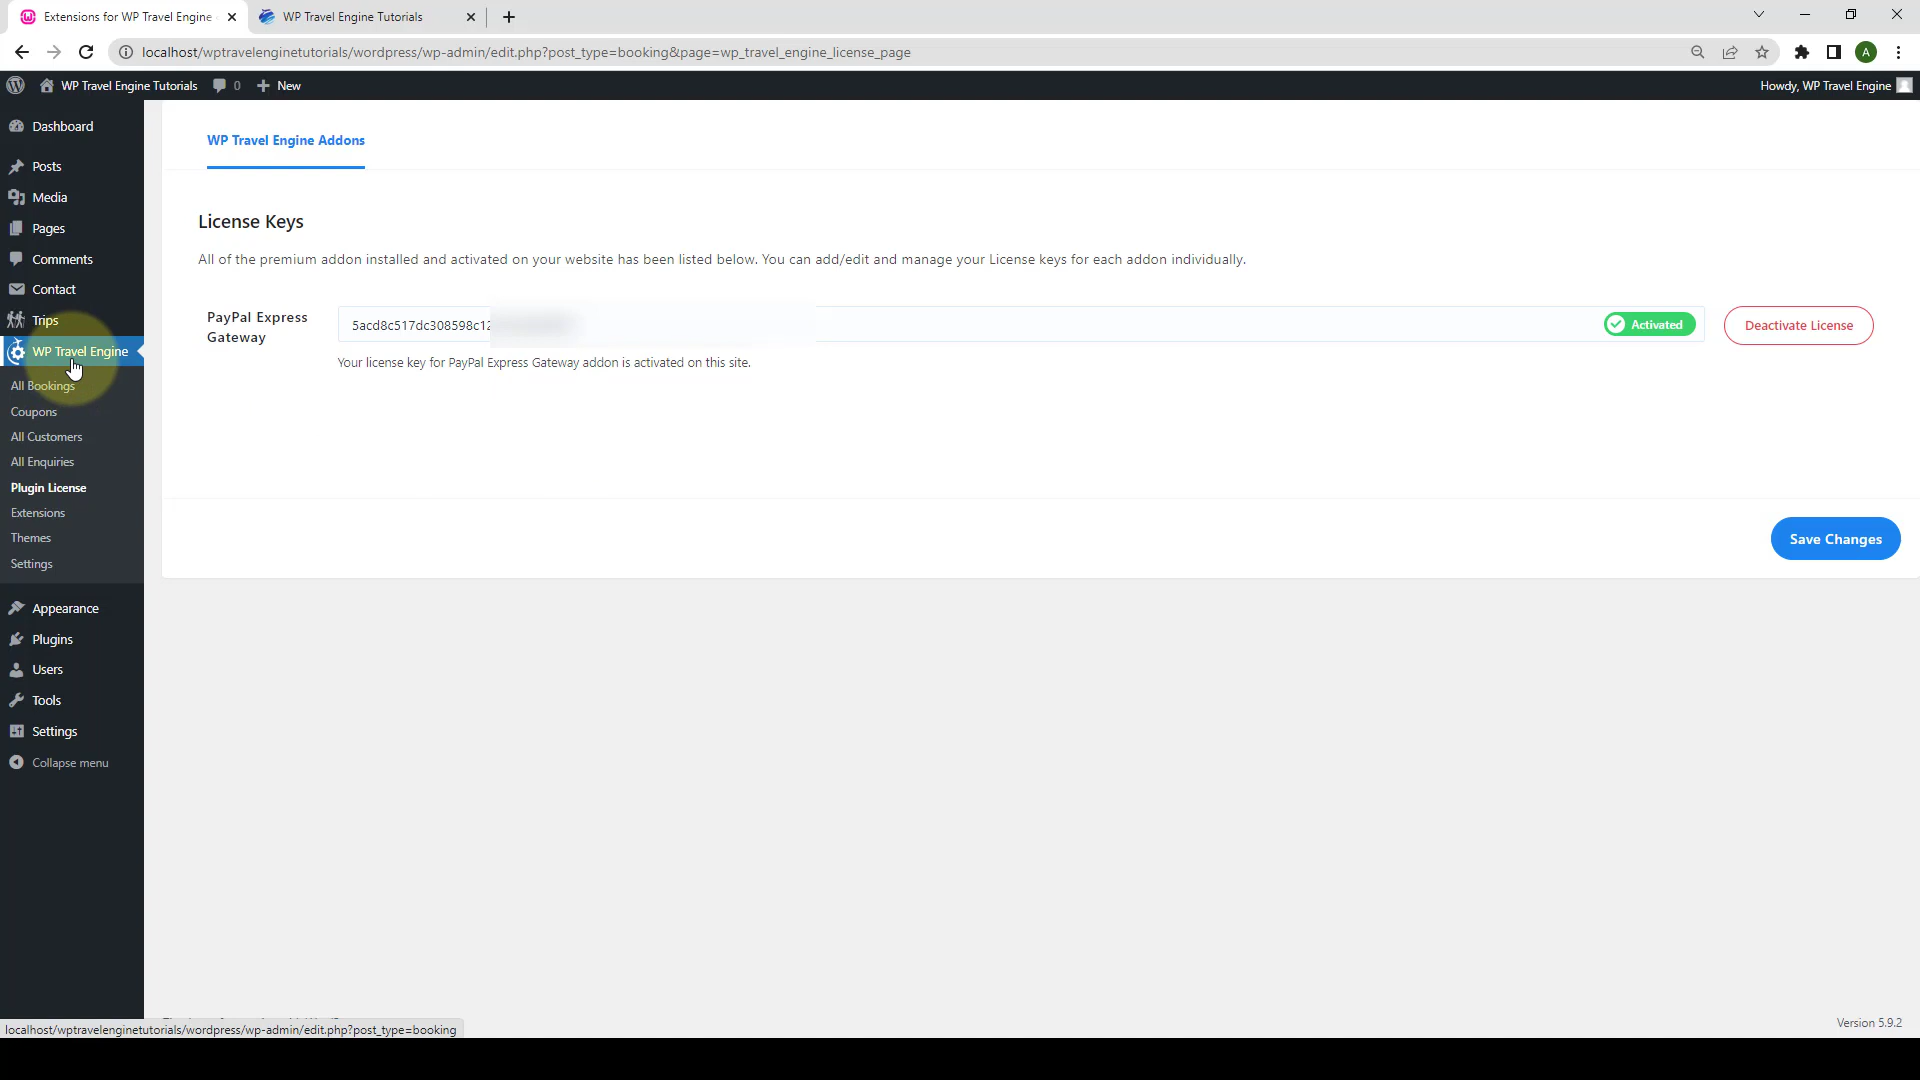 Extensions for WP Travel Engine
WP Travel Engine Tutorials
localhost/wptravelenginetutorials/wordpress/wp-admin/edit.php?post_type=booking&page=wp_travel_engine_license_page
A
WP Travel Engine Tutorials
0
New
Howdy, WP Travel Engine
Dashboard
Posts
Media
Pages
Comments
Contact
Trips
WP Travel Engine
All Bookings
Coupons
All Customers
All Enquiries
Plugin License
Extensions
Themes
Settings
Appearance
Plugins
Users
Tools
Settings
Collapse menu
WP Travel Engine Addons
License Keys
All of the premium addon installed and activated on your website has been listed below. You can add/edit and manage your License keys for each addon individually.
PayPal Express
Gateway
5acd8c517dc308598c12
Activated
Deactivate License
Your license key for PayPal Express Gateway addon is activated on this site.
Save Changes
localhost/wptravelenginetutorials/wordpress/wp-admin/edit.php?post_type=booking
Version 5.9.2